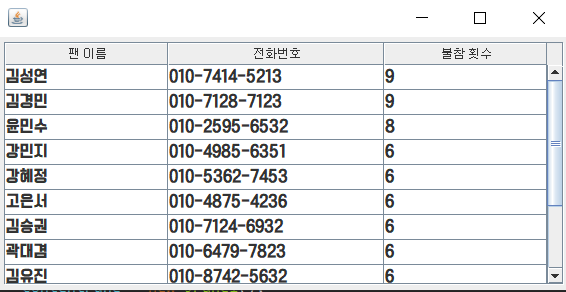 팬 이름 전화번호 불참 횟수
김성연 010-7414-5213 9
김경민 010-7128-7123 9
윤민수 010-2595-6532 8
강민지 010-4985-6351 6
강혜정 010-5362-7453 6
고은서 010-4875-4236 6
김승권 010-7124-6932 6
곽대겸 010-6479-7823 6
김유진 010-8742-5632 6